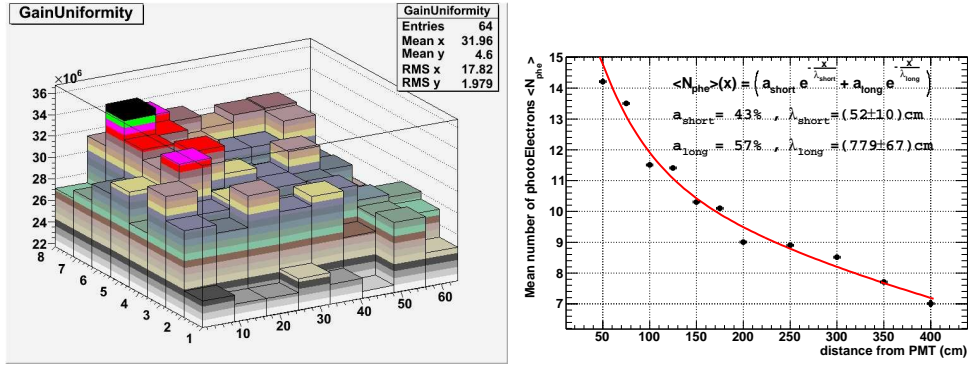 GainUniformity
GainUniformity
Entries 64
Mean x 31.96
Mean y 4.6
RMS x 17.82
RMS y 1.979
×10⁶
36
34
32
30
28
26
24
22
8
7
6
5
4
3
2
1
10
20
30
40
50
60
Mean number of photoElectrons <N_phe>
15
14
13
12
11
10
9
8
7
<N_phe>(x) = (a_short e^(-x/λ_short) + a_long e^(-x/λ_long))
a_short = 43% , λ_short =(52±10)cm
a_long = 57% , λ_long =(779±67)cm
50 100 150 200 250 300 350 400
distance from PMT (cm)